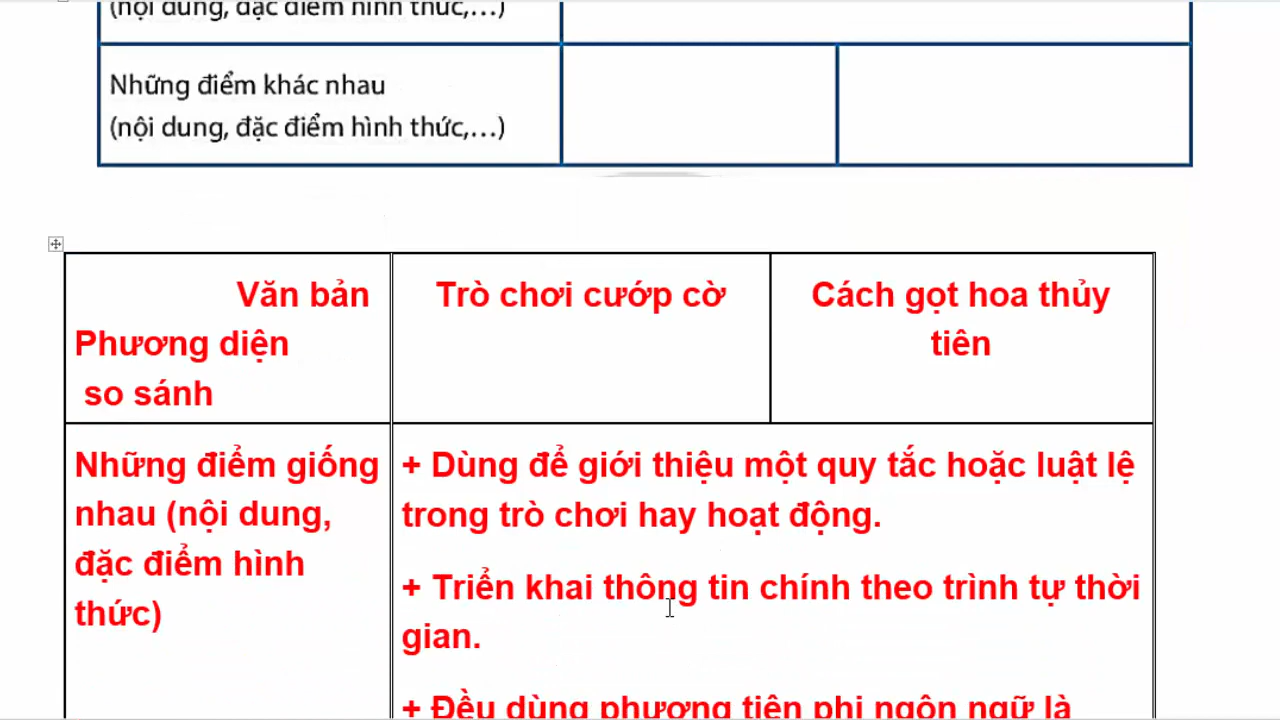 (nội dung, đặc điểm hình thức,...)
Những điểm khác nhau
(nội dung, đặc điểm hình thức,...)
Văn bản
Phương diện
so sánh
Trò chơi cướp cờ
Cách gọt hoa thủy
tiên
Những điểm giống
nhau (nội dung,
đặc điểm hình
thức)
+ Dùng để giới thiệu một quy tắc hoặc luật lệ
trong trò chơi hay hoạt động.
+ Triển khai thông tin chính theo trình tự thời
gian.
+ Đều dùng phương tiện phi ngôn ngữ là